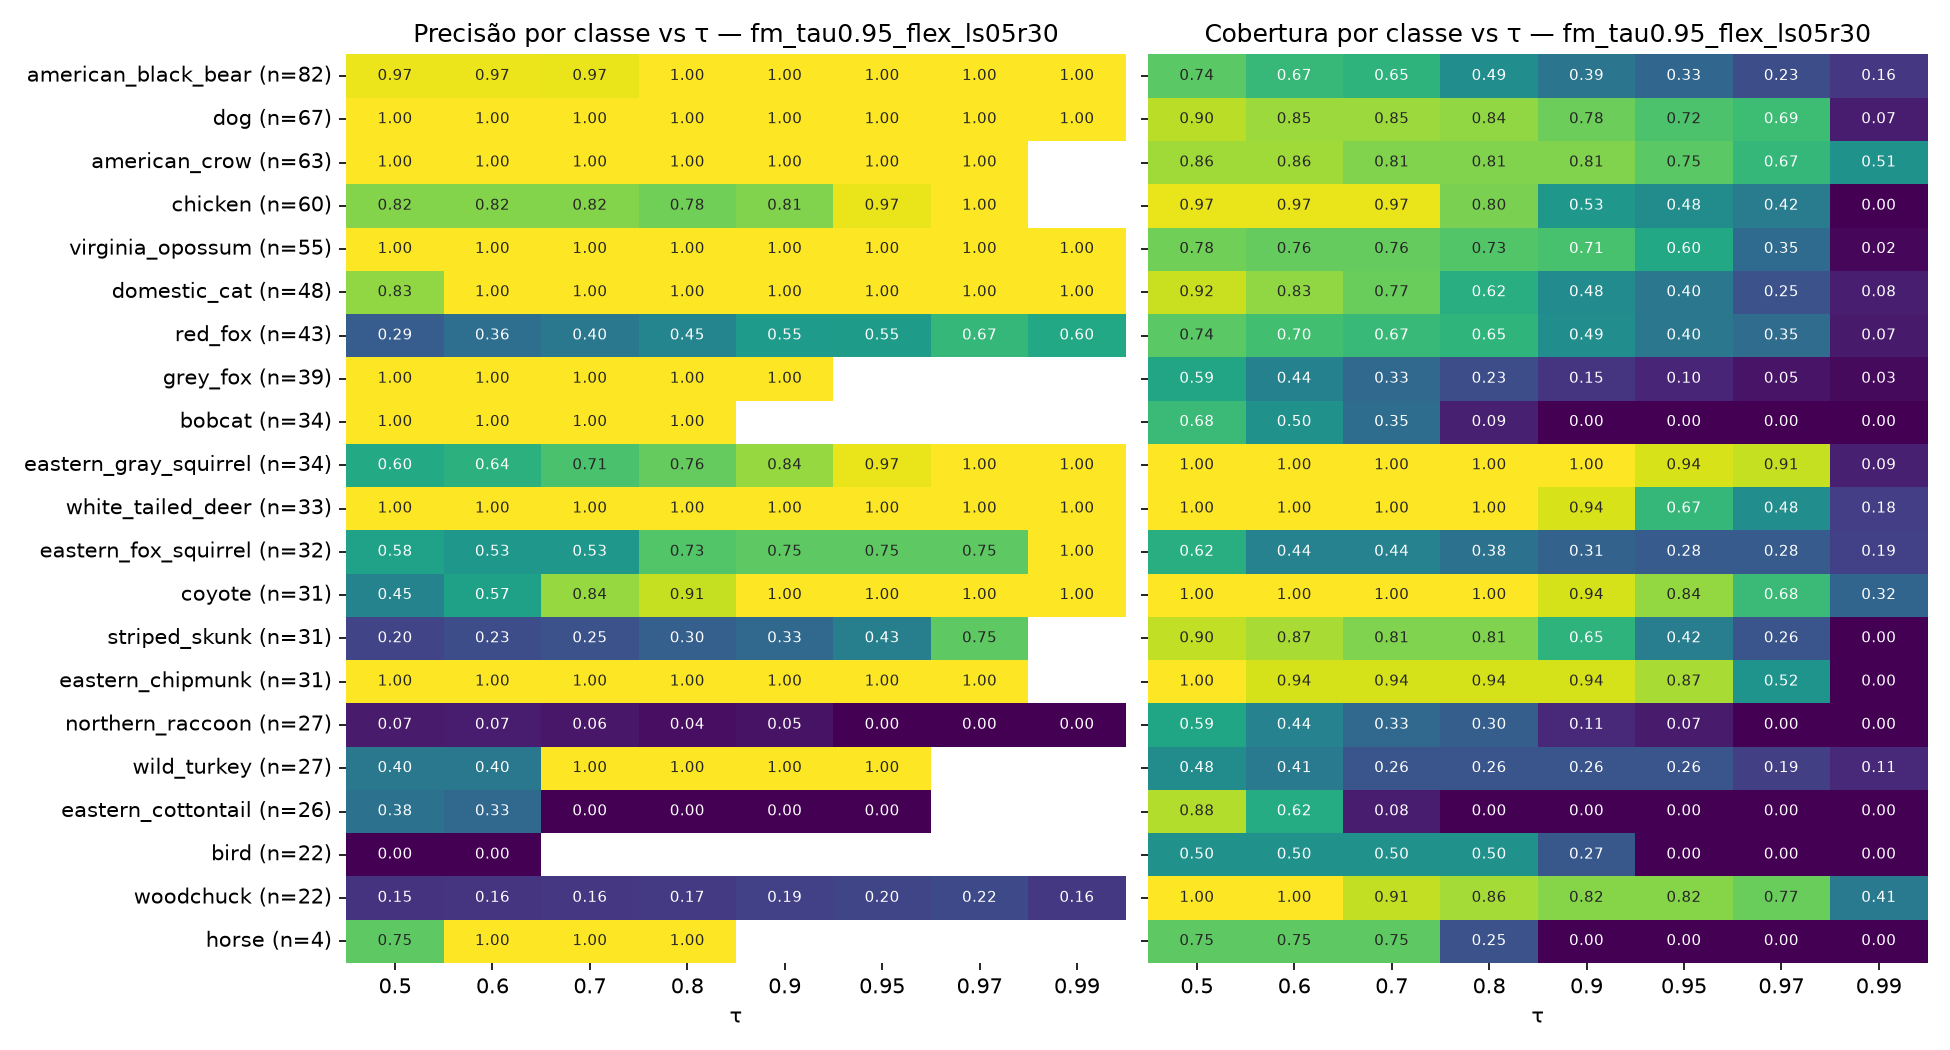 Precisão por classe vs τ — fm_tau0.95_flex_ls05r30 Cobertura por classe vs τ — fm_tau0.95_flex_ls05r30
american_black_bear (n=82) 0.97 0.97 0.97 1.00 1.00 1.00 1.00 1.00 0.74 0.67 0.65 0.49 0.39 0.33 0.23 0.16
dog (n=67) 1.00 1.00 1.00 1.00 1.00 1.00 1.00 1.00 0.90 0.85 0.85 0.84 0.78 0.72 0.69 0.07
american_crow (n=63) 1.00 1.00 1.00 1.00 1.00 1.00 1.00 0.86 0.86 0.81 0.81 0.81 0.75 0.67 0.51
chicken (n=60) 0.82 0.82 0.82 0.78 0.81 0.97 1.00 0.97 0.97 0.97 0.80 0.53 0.48 0.42 0.00
virginia_opossum (n=55) 1.00 1.00 1.00 1.00 1.00 1.00 1.00 1.00 0.78 0.76 0.76 0.73 0.71 0.60 0.35 0.02
domestic_cat (n=48) 0.83 1.00 1.00 1.00 1.00 1.00 1.00 1.00 0.92 0.83 0.77 0.62 0.48 0.40 0.25 0.08
red_fox (n=43) 0.29 0.36 0.40 0.45 0.55 0.55 0.67 0.60 0.74 0.70 0.67 0.65 0.49 0.40 0.35 0.07
grey_fox (n=39) 1.00 1.00 1.00 1.00 1.00 0.59 0.44 0.33 0.23 0.15 0.10 0.05 0.03
bobcat (n=34) 1.00 1.00 1.00 1.00 0.68 0.50 0.35 0.09 0.00 0.00 0.00 0.00
eastern_gray_squirrel (n=34) 0.60 0.64 0.71 0.76 0.84 0.97 1.00 1.00 1.00 1.00 1.00 1.00 1.00 0.94 0.91 0.09
white_tailed_deer (n=33) 1.00 1.00 1.00 1.00 1.00 1.00 1.00 1.00 1.00 1.00 1.00 1.00 0.94 0.67 0.48 0.18
eastern_fox_squirrel (n=32) 0.58 0.53 0.53 0.73 0.75 0.75 0.75 1.00 0.62 0.44 0.44 0.38 0.31 0.28 0.28 0.19
coyote (n=31) 0.45 0.57 0.84 0.91 1.00 1.00 1.00 1.00 1.00 1.00 1.00 1.00 0.94 0.84 0.68 0.32
striped_skunk (n=31) 0.20 0.23 0.25 0.30 0.33 0.43 0.75 0.90 0.87 0.81 0.81 0.65 0.42 0.26 0.00
eastern_chipmunk (n=31) 1.00 1.00 1.00 1.00 1.00 1.00 1.00 1.00 0.94 0.94 0.94 0.94 0.87 0.52 0.00
northern_raccoon (n=27) 0.07 0.07 0.06 0.04 0.05 0.00 0.00 0.00 0.59 0.44 0.33 0.30 0.11 0.07 0.00 0.00
wild_turkey (n=27) 0.40 0.40 1.00 1.00 1.00 1.00 0.48 0.41 0.26 0.26 0.26 0.26 0.19 0.11
eastern_cottontail (n=26) 0.38 0.33 0.00 0.00 0.00 0.00 0.88 0.62 0.08 0.00 0.00 0.00 0.00 0.00
bird (n=22) 0.00 0.00 0.50 0.50 0.50 0.50 0.27 0.00 0.00 0.00
woodchuck (n=22) 0.15 0.16 0.16 0.17 0.19 0.20 0.22 0.16 1.00 1.00 0.91 0.86 0.82 0.82 0.77 0.41
horse (n=4) 0.75 1.00 1.00 1.00 0.75 0.75 0.75 0.25 0.00 0.00 0.00 0.00
0.5 0.6 0.7 0.8 0.9 0.95 0.97 0.99 0.5 0.6 0.7 0.8 0.9 0.95 0.97 0.99
τ τ